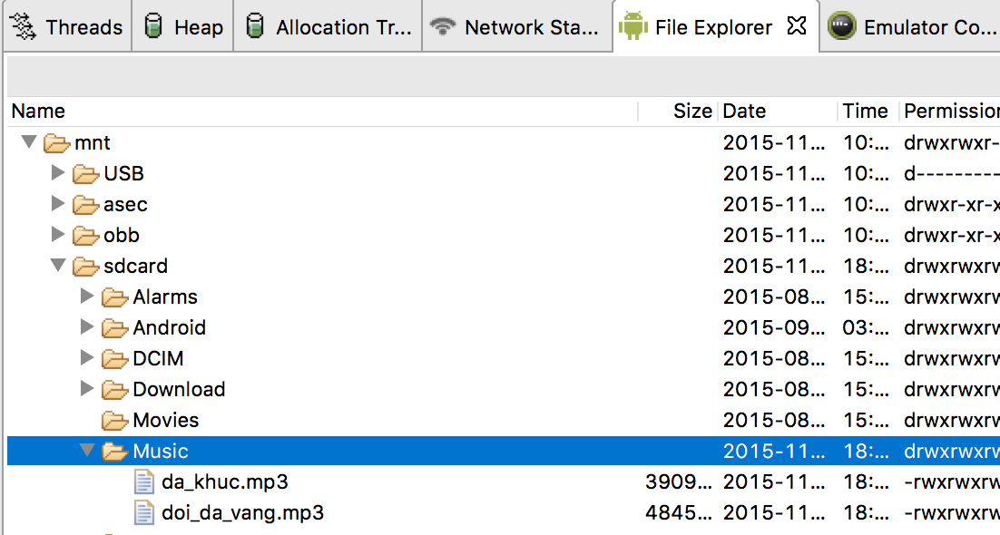 Threads Heap Allocation Tr... Network Sta... File Explorer Emulator Co...
Name Size Date Time Permission
mnt 2015-11... 10:... drwxrwxr-
USB 2015-11... 10:... d---------
asec 2015-11... 10:... drwxr-xr-x
obb 2015-11... 10:... drwxr-xr-x
sdcard 2015-11... 18:... drwxrwxrw
Alarms 2015-08... 15:... drwxrwxrw
Android 2015-09... 03:... drwxrwxrw
DCIM 2015-08... 15:... drwxrwxrw
Download 2015-08... 15:... drwxrwxrw
Movies 2015-08... 15:... drwxrwxrw
Music 2015-11... 18:... drwxrwxrw
da_khuc.mp3 3909... 2015-11... 18:... -rwxrwxrw
doi_da_vang.mp3 4845... 2015-11... 18:... -rwxrwxrw